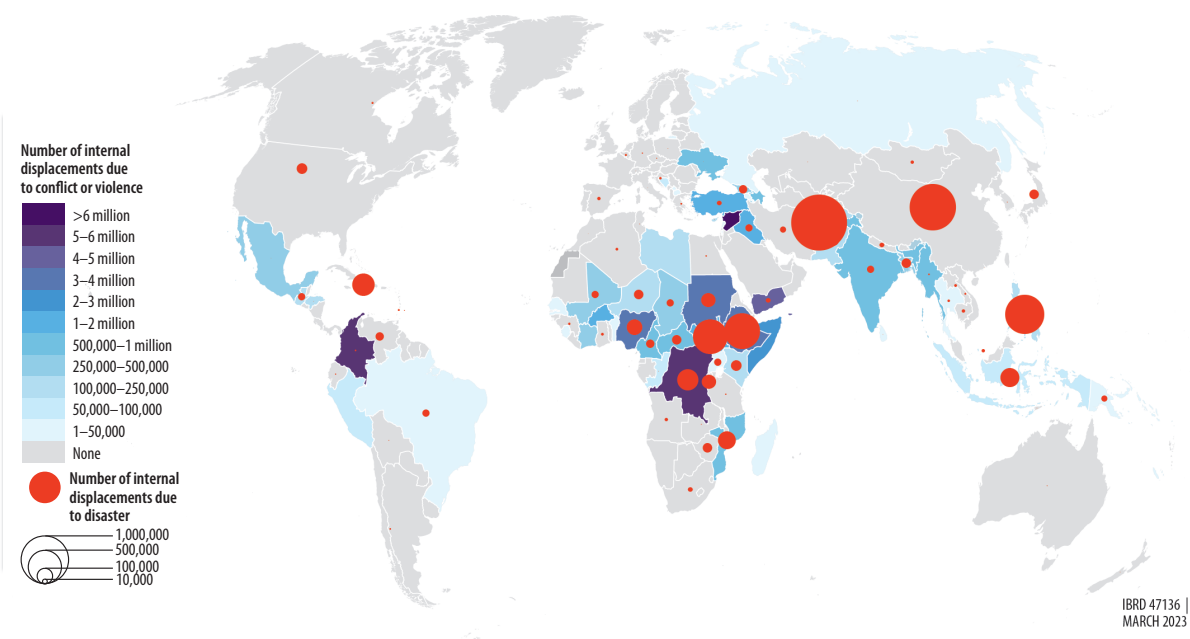 Number of internal
displacements due
to conflict or violence
>6 million
5–6 million
4–5 million
3–4 million
2–3 million
1–2 million
500,000–1 million
250,000–500,000
100,000–250,000
50,000–100,000
1–50,000
None
Number of internal
displacements due
to disaster
1,000,000
500,000
100,000
10,000
IBRD 47136 |
MARCH 2023